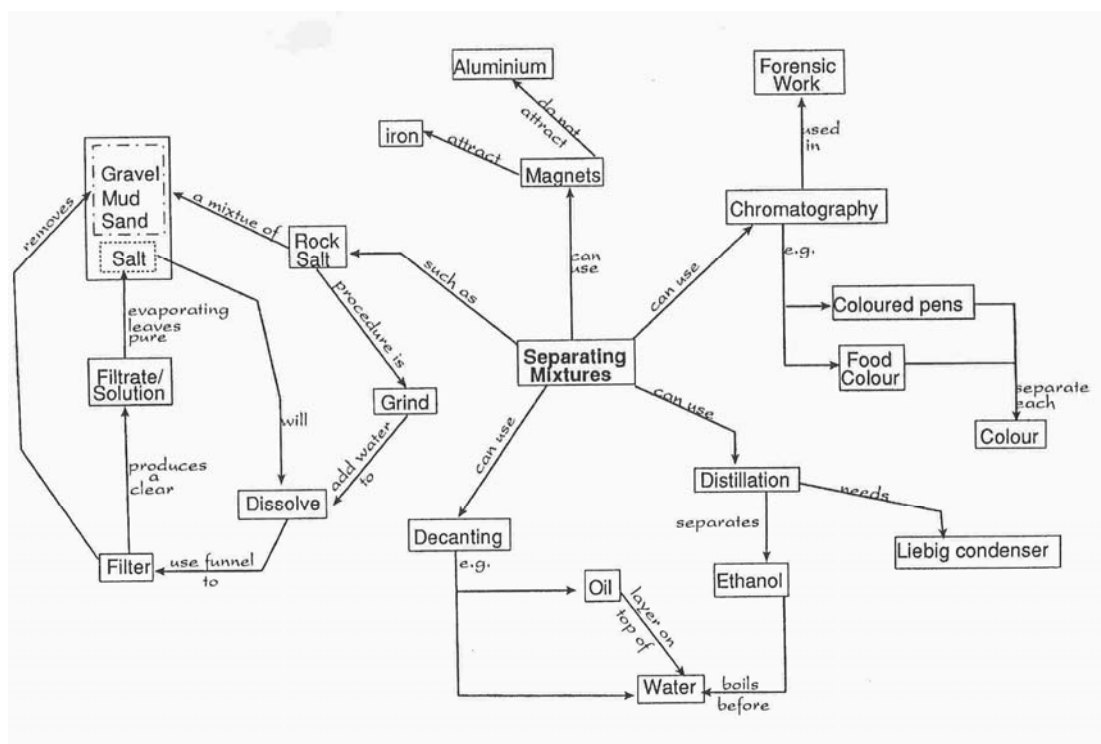 Aluminium
do not
attract
iron
attract
Magnets
can
use
Forensic
Work
used
in
Chromatography
e.g.
Coloured pens
Food
Colour
separate
each
Colour
can use
Gravel
Mud
Sand
Salt
removes
a mixtue of
Rock
Salt
such as
procedure is
evaporating
leaves
pure
Filtrate/
Solution
Grind
will
add water
to
produces
a
clear
Dissolve
Filter
use funnel
to
Separating
Mixtures
can use
can use
Distillation
needs
Liebig condenser
separates
Ethanol
Decanting
e.g.
Oil
layer on
top of
Water
boils
before